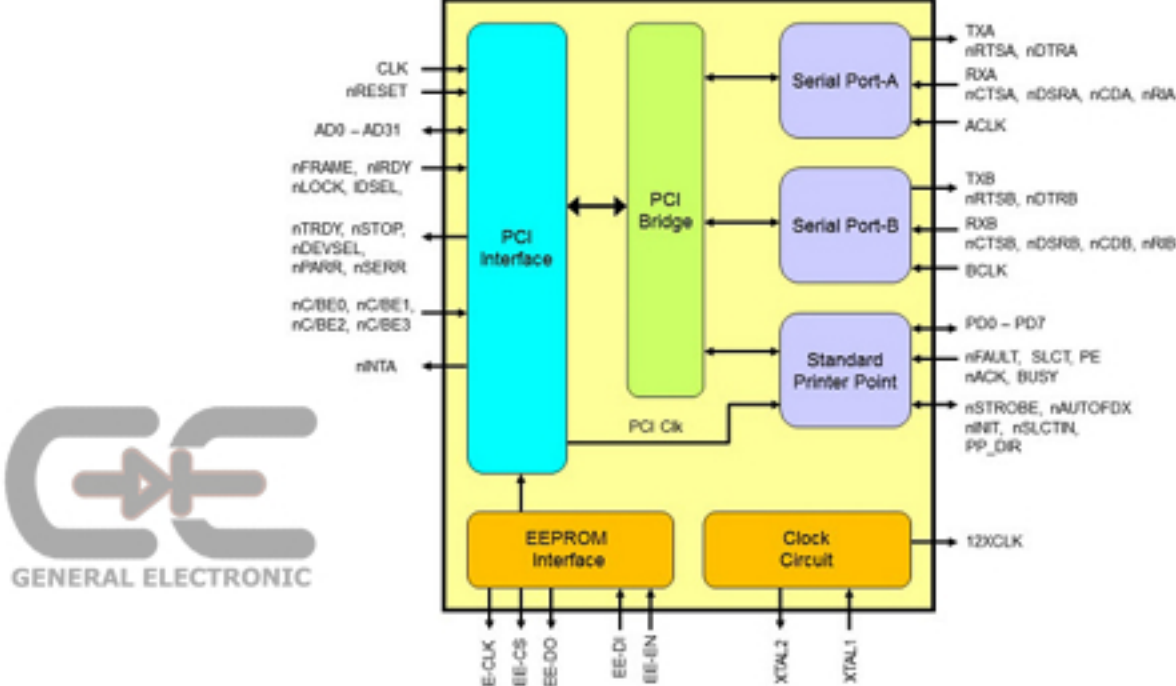 CLK
nRESET
AD0 – AD31
nFRAME, nIRDY
nLOCK, IDSEL,
nTRDY, nSTOP,
nDEVSEL,
nPARR, nSERR
nC/BE0, nC/BE1,
nC/BE2, nC/BE3
nINTA
PCI
Interface
PCI
Bridge
PCI Clk
Serial Port-A
Serial Port-B
Standard
Printer Point
TXA
nRTSA, nDTRA
RXA
nCTSA, nDSRA, nCDA, nRIA
ACLK
TXB
nRTSB, nDTRB
RXB
nCTSB, nDSRB, nCDB, nRIB
BCLK
PD0 – PD7
nFAULT, SLCT, PE
nACK, BUSY
nSTROBE, nAUTOFDX
nINIT, nSLCTIN,
PP_DIR
EEPROM
Interface
Clock
Circuit
12XCLK
E-CLK
EE-CS
EE-DO
EE-DI
EE-EN
XTAL2
XTAL1
GENERAL ELECTRONIC